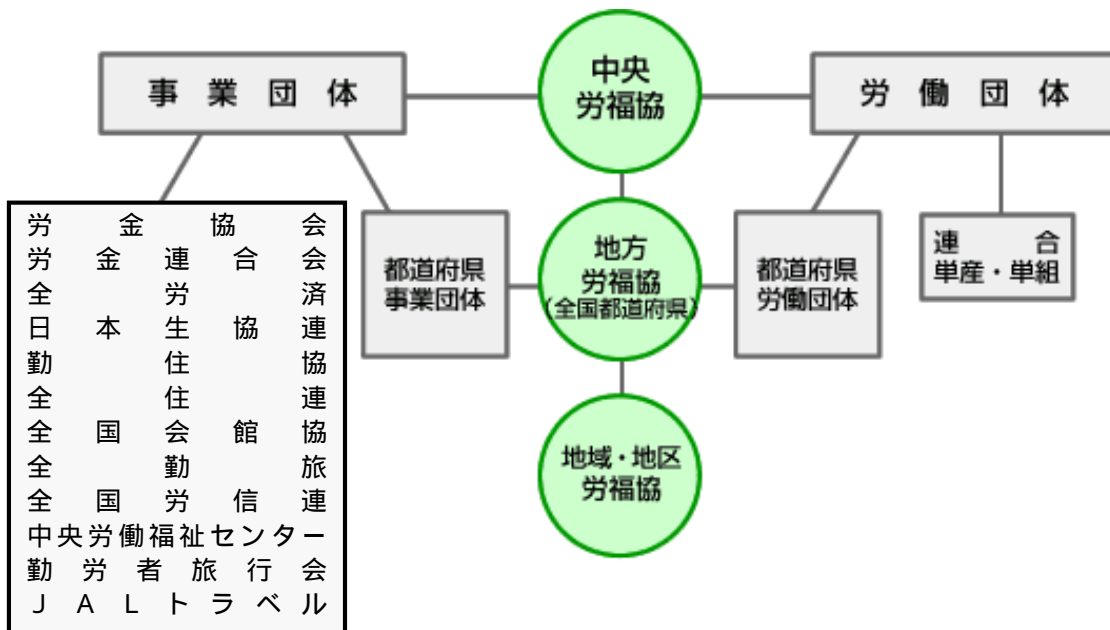 事業団体
中央
労福協
労働団体
労金協会
労金連合会
全労済
日本生協連
勤住協
全住連
全国会館協
全勤旅
全国労信連
中央労働福祉センター
勤労者旅行会
JALトラベル
都道府県
事業団体
地方
労福協
(全国都道府県)
都道府県
労働団体
連合
単産・単組
地域・地区
労福協